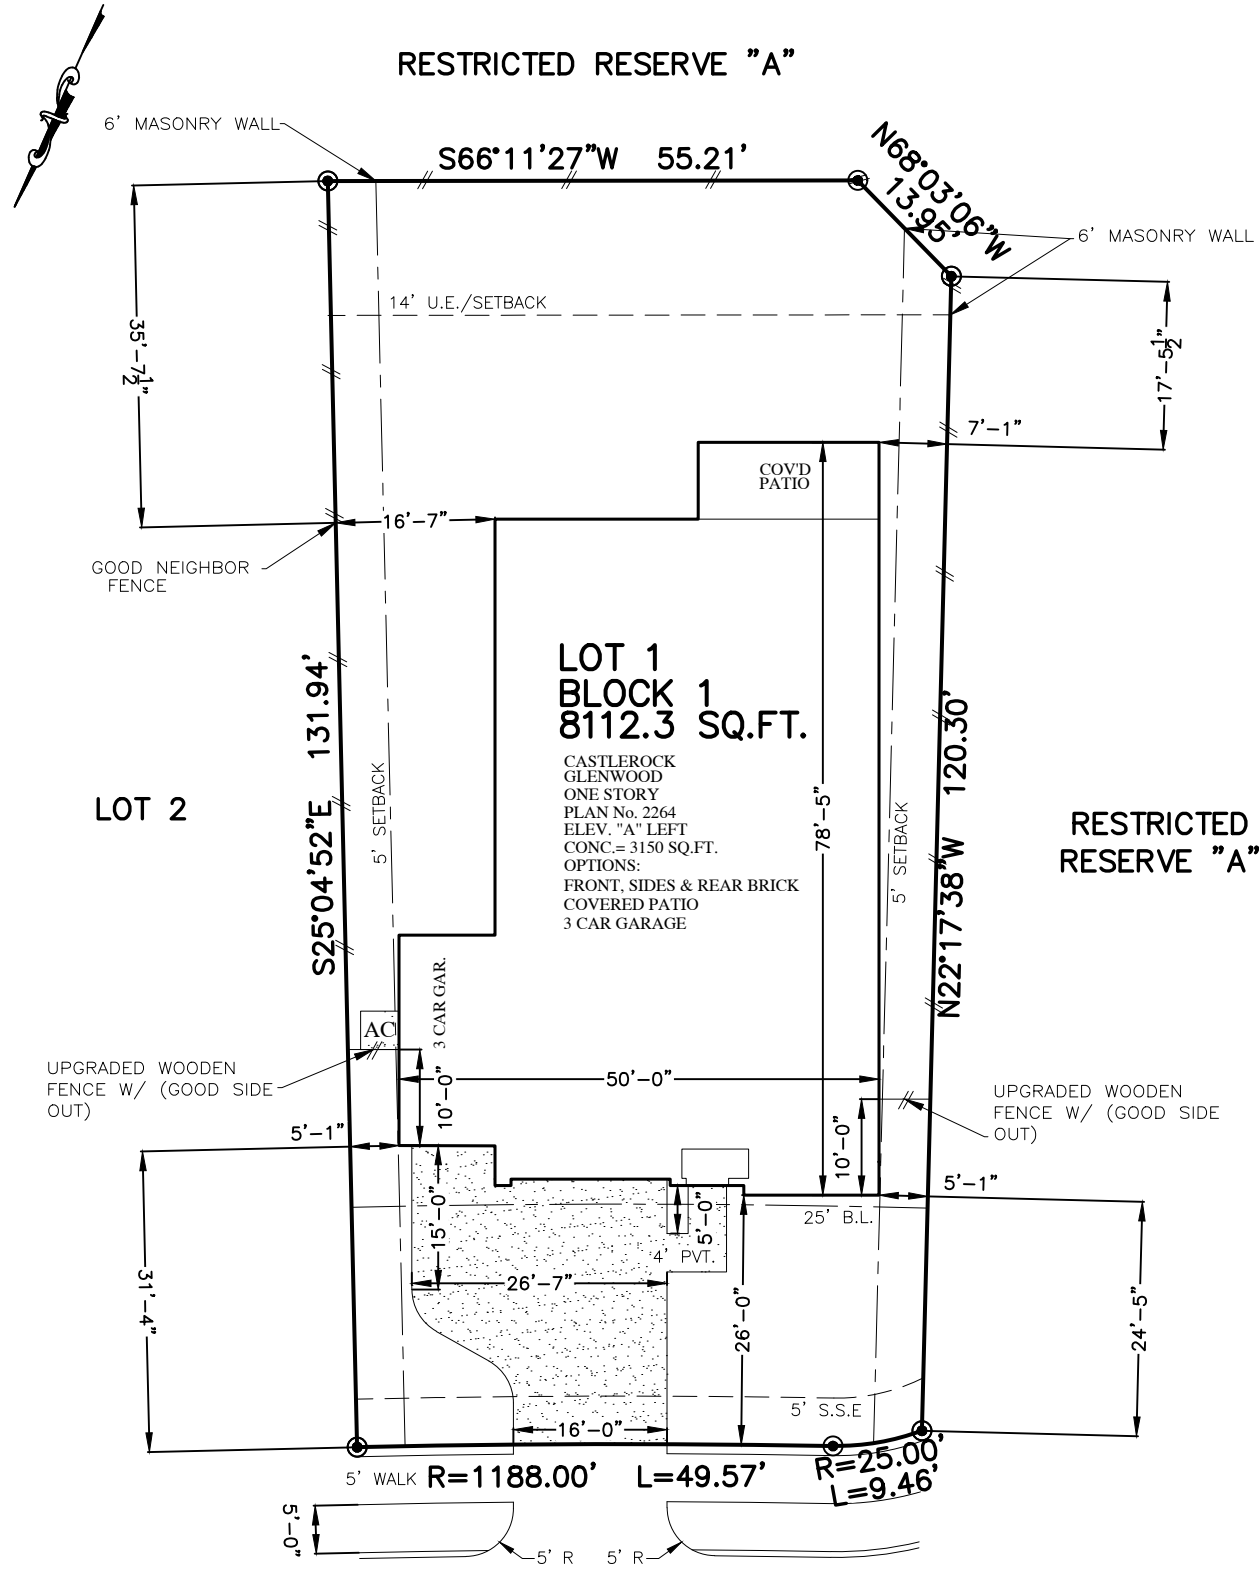 RESTRICTED RESERVE "A"
6' MASONRY WALL
S66°11'27"W 55.21'
N68°03'06"W
13.95'
6' MASONRY WALL
14' U.E./SETBACK
35'-7 1/2"
17'-5 1/2"
7'-1"
COV'D
PATIO
16'-7"
GOOD NEIGHBOR
FENCE
LOT 1
BLOCK 1
8112.3 SQ.FT.
CASTLEROCK
GLENWOOD
ONE STORY
PLAN No. 2264
ELEV. "A" LEFT
CONC.= 3150 SQ.FT.
OPTIONS:
FRONT, SIDES & REAR BRICK
COVERED PATIO
3 CAR GARAGE
S25°04'52"E 131.94'
LOT 2
5' SETBACK
78'-5"
5' SETBACK
N22°17'38"W 120.30'
RESTRICTED
RESERVE "A"
3 CAR GAR.
AC
UPGRADED WOODEN
FENCE W/ (GOOD SIDE
OUT)
50'-0"
10'-0"
10'-0"
UPGRADED WOODEN
FENCE W/ (GOOD SIDE
OUT)
5'-1"
5'-1"
15'-0"
5'-0"
25' B.L.
4' PVT.
26'-7"
31'-4"
26'-0"
24'-5"
5' S.S.E
16'-0"
5' WALK
R=1188.00' L=49.57'
R=25.00'
L=9.46'
5'-0"
5' R
5' R